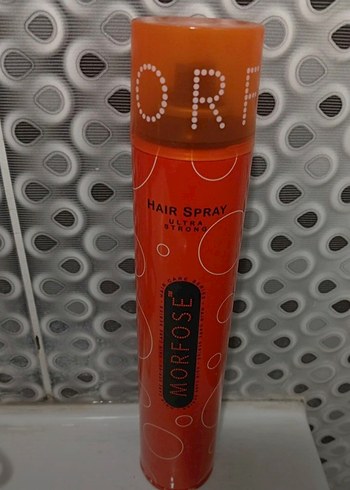 ORF
HAIR SPRAY
ULTRA
STRONG
MORFOSE